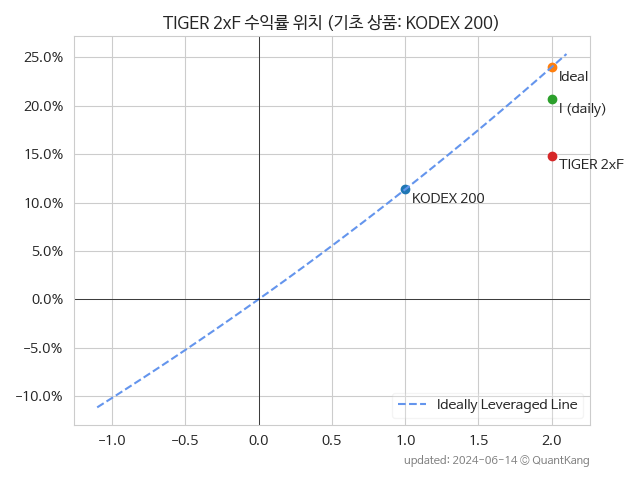 TIGER 2xF 수익률 위치 (기초 상품: KODEX 200)
25.0%
20.0%
15.0%
10.0%
5.0%
0.0%
−5.0%
−10.0%
Ideal
I (daily)
TIGER 2xF
KODEX 200
Ideally Leveraged Line
−1.0 −0.5 0.0 0.5 1.0 1.5 2.0
updated: 2024-06-14 © QuantKang